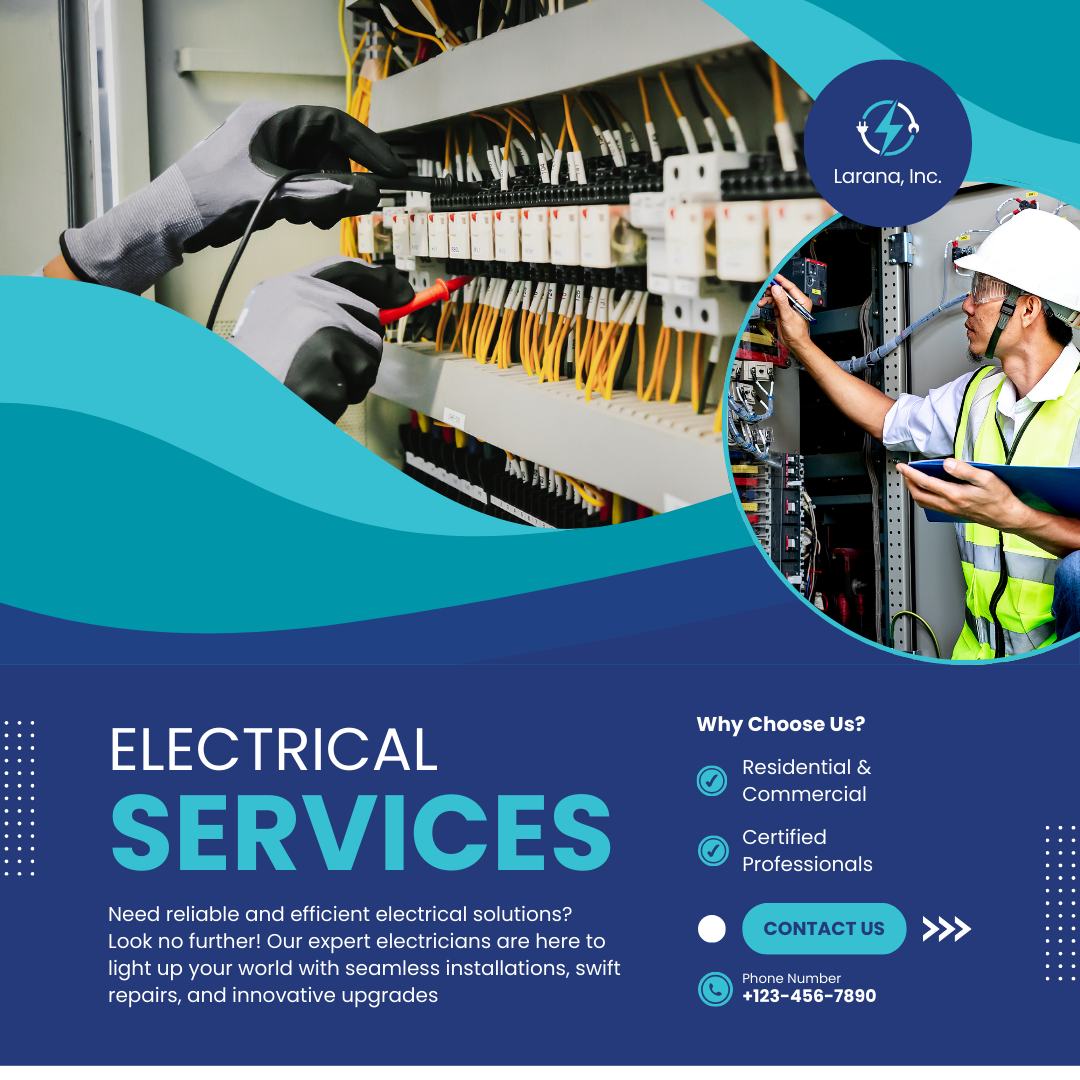 Larana, Inc.
ELECTRICAL
SERVICES
Need reliable and efficient electrical solutions?
Look no further! Our expert electricians are here to
light up your world with seamless installations, swift
repairs, and innovative upgrades
Why Choose Us?
Residential &
Commercial
Certified
Professionals
CONTACT US
Phone Number
+123-456-7890